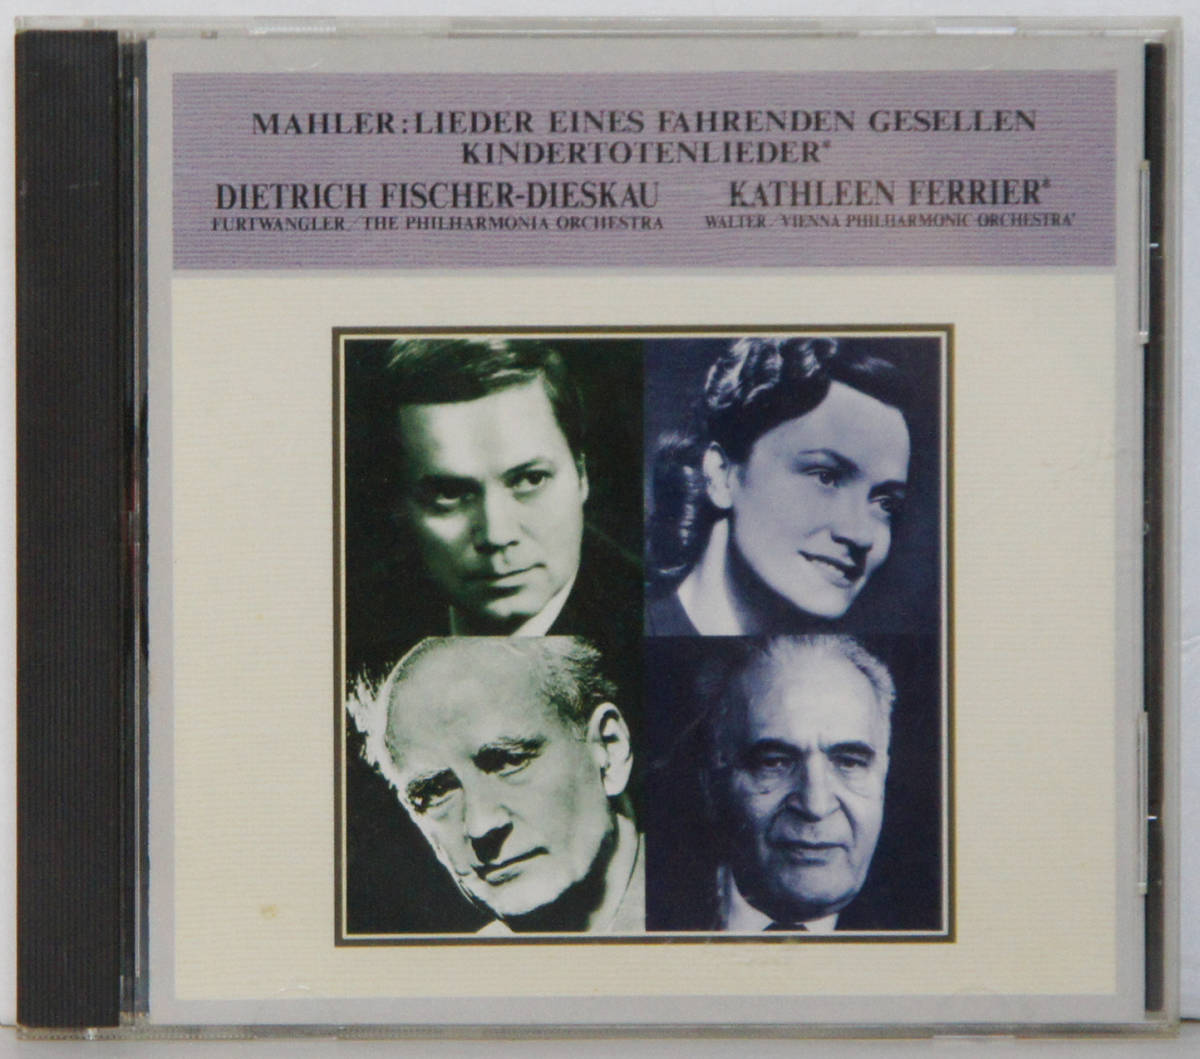 MAHLER:LIEDER EINES FAHRENDEN GESELLEN
KINDERTOTENLIEDER*
DIETRICH FISCHER-DIESKAU
FURTWANGLER/THE PHILHARMONIA ORCHESTRA
KATHLEEN FERRIER*
WALTER/VIENNA PHILHARMONIC ORCHESTRA*